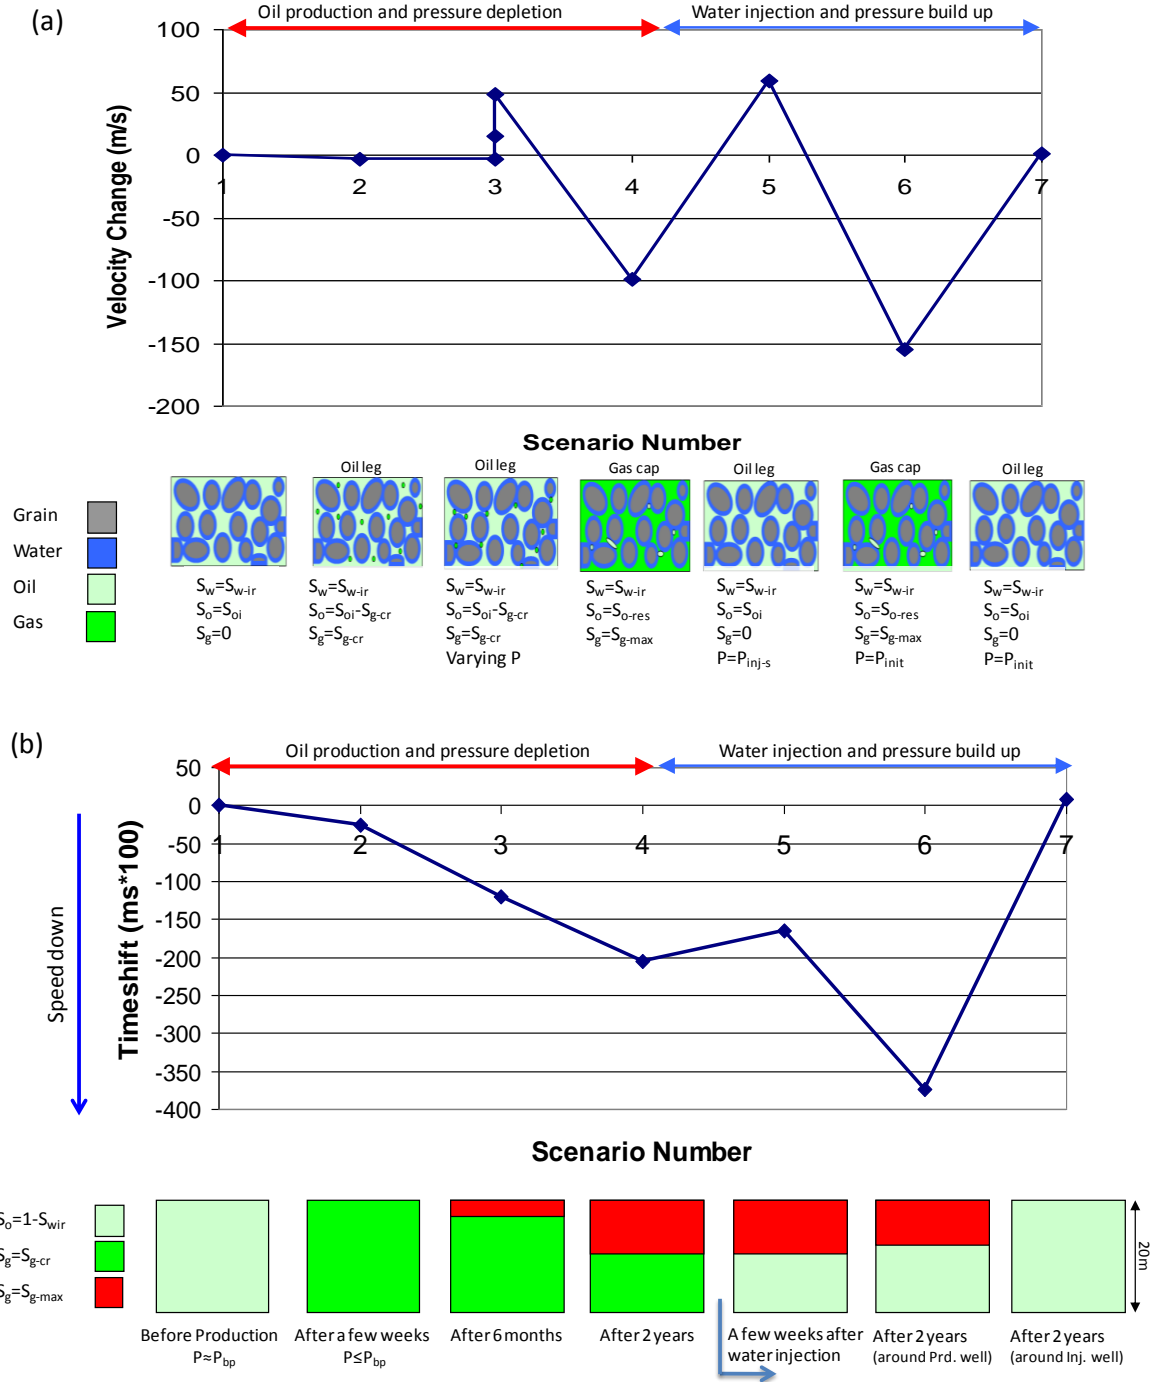 (a)
Oil production and pressure depletion
Water injection and pressure build up
100
50
0
-50
-100
-150
-200
Velocity Change (m/s)
1 2 3 4 5 6 7
Scenario Number
Oil leg Oil leg Gas cap Oil leg Gas cap Oil leg
Grain
Water
Oil
Gas
Sw=Sw-ir
So=Soi
Sg=0
Sw=Sw-ir
So=Soi-Sg-cr
Sg=Sg-cr
Sw=Sw-ir
So=Soi-Sg-cr
Sg=Sg-cr
Varying P
Sw=Sw-ir
So=So-res
Sg=Sg-max
Sw=Sw-ir
So=Soi
Sg=0
P=Pinj-s
Sw=Sw-ir
So=So-res
Sg=Sg-max
P=Pinit
Sw=Sw-ir
So=Soi
Sg=0
P=Pinit
(b)
Oil production and pressure depletion
Water injection and pressure build up
50
0
-50
-100
-150
-200
-250
-300
-350
-400
Speed down
Timeshift (ms*100)
1 2 3 4 5 6 7
Scenario Number
So=1-Swir
Sg=Sg-cr
Sg=Sg-max
20m
Before Production
P≈Pbp
After a few weeks
P≤Pbp
After 6 months
After 2 years
A few weeks after
water injection
After 2 years
(around Prd. well)
After 2 years
(around Inj. well)